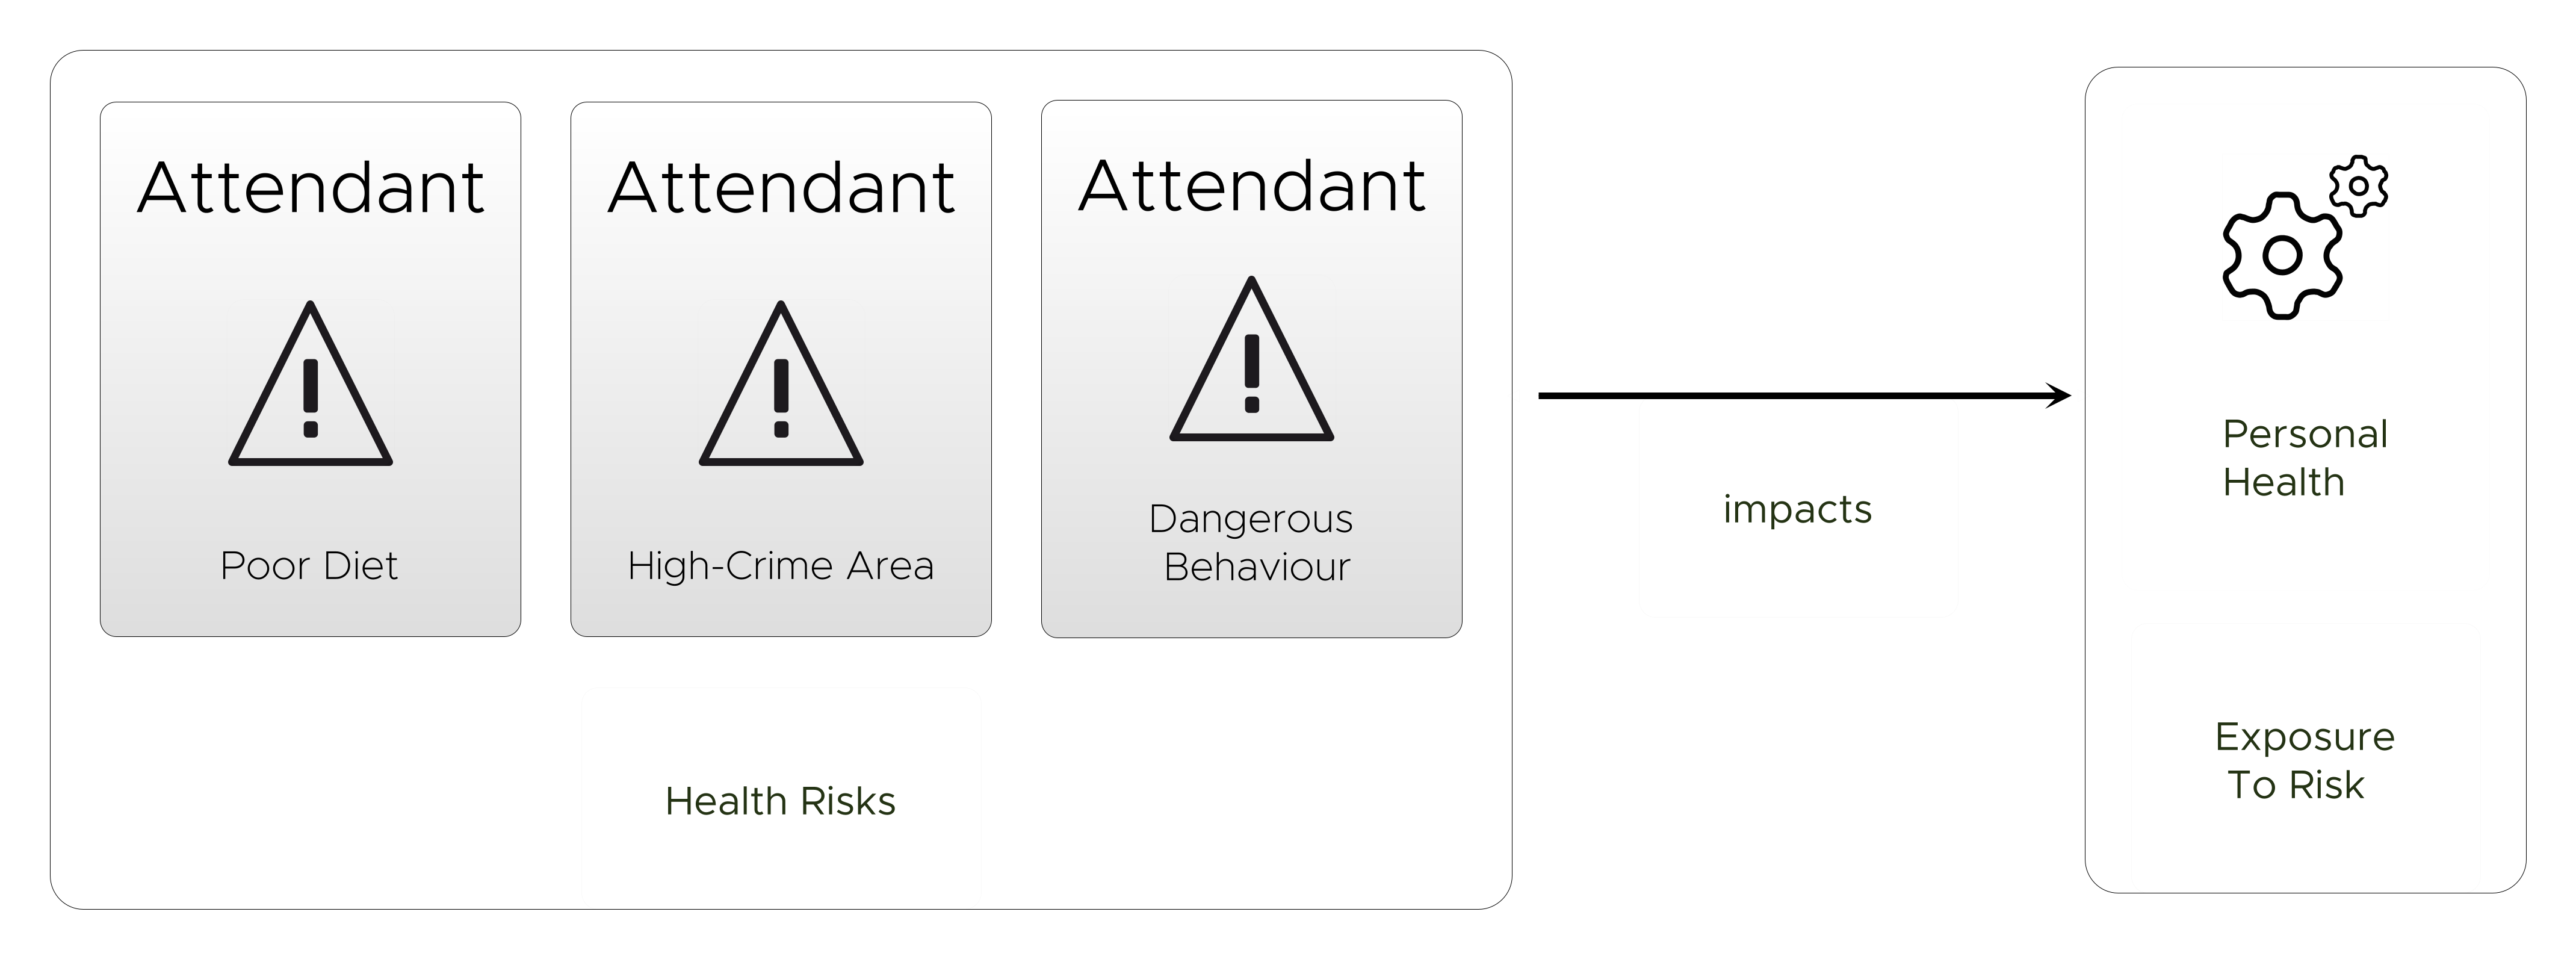 Attendant
Poor Diet
Attendant
High-Crime Area
Attendant
Dangerous
Behaviour
Health Risks
impacts
Personal
Health
Exposure
To Risk